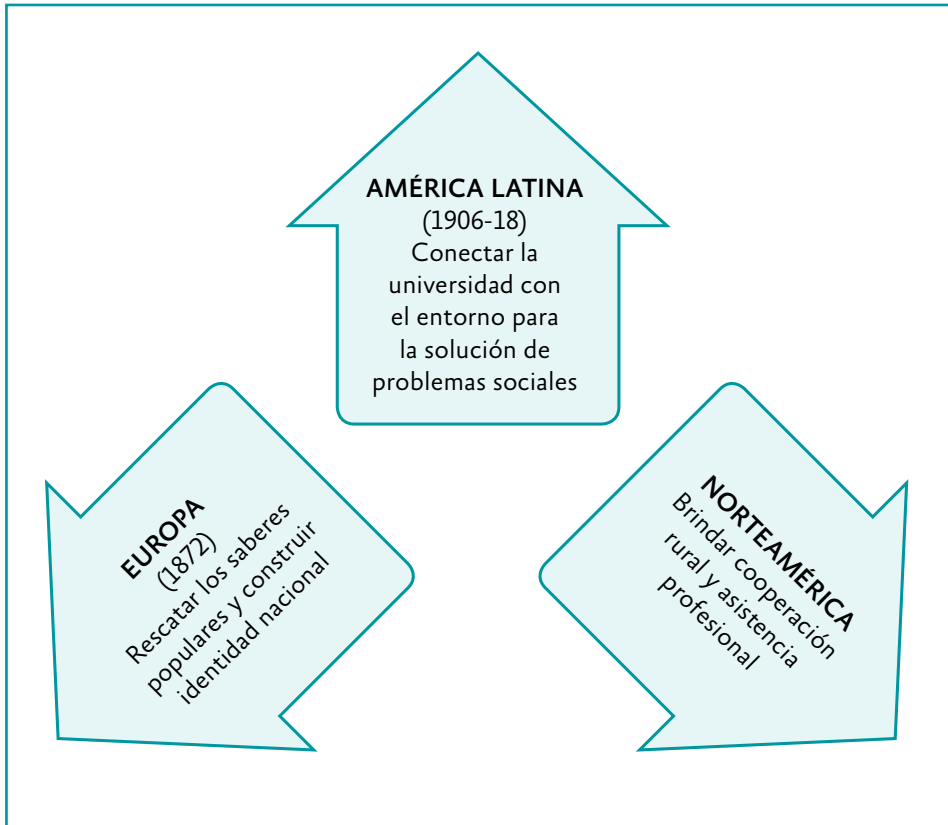 AMÉRICA LATINA
(1906-18)
Conectar la
universidad con
el entorno para
la solución de
problemas sociales
EUROPA
(1872)
Rescatar los saberes
populares y construir
identidad nacional
NORTEAMÉRICA
Brindar cooperación
rural y asistencia
profesional